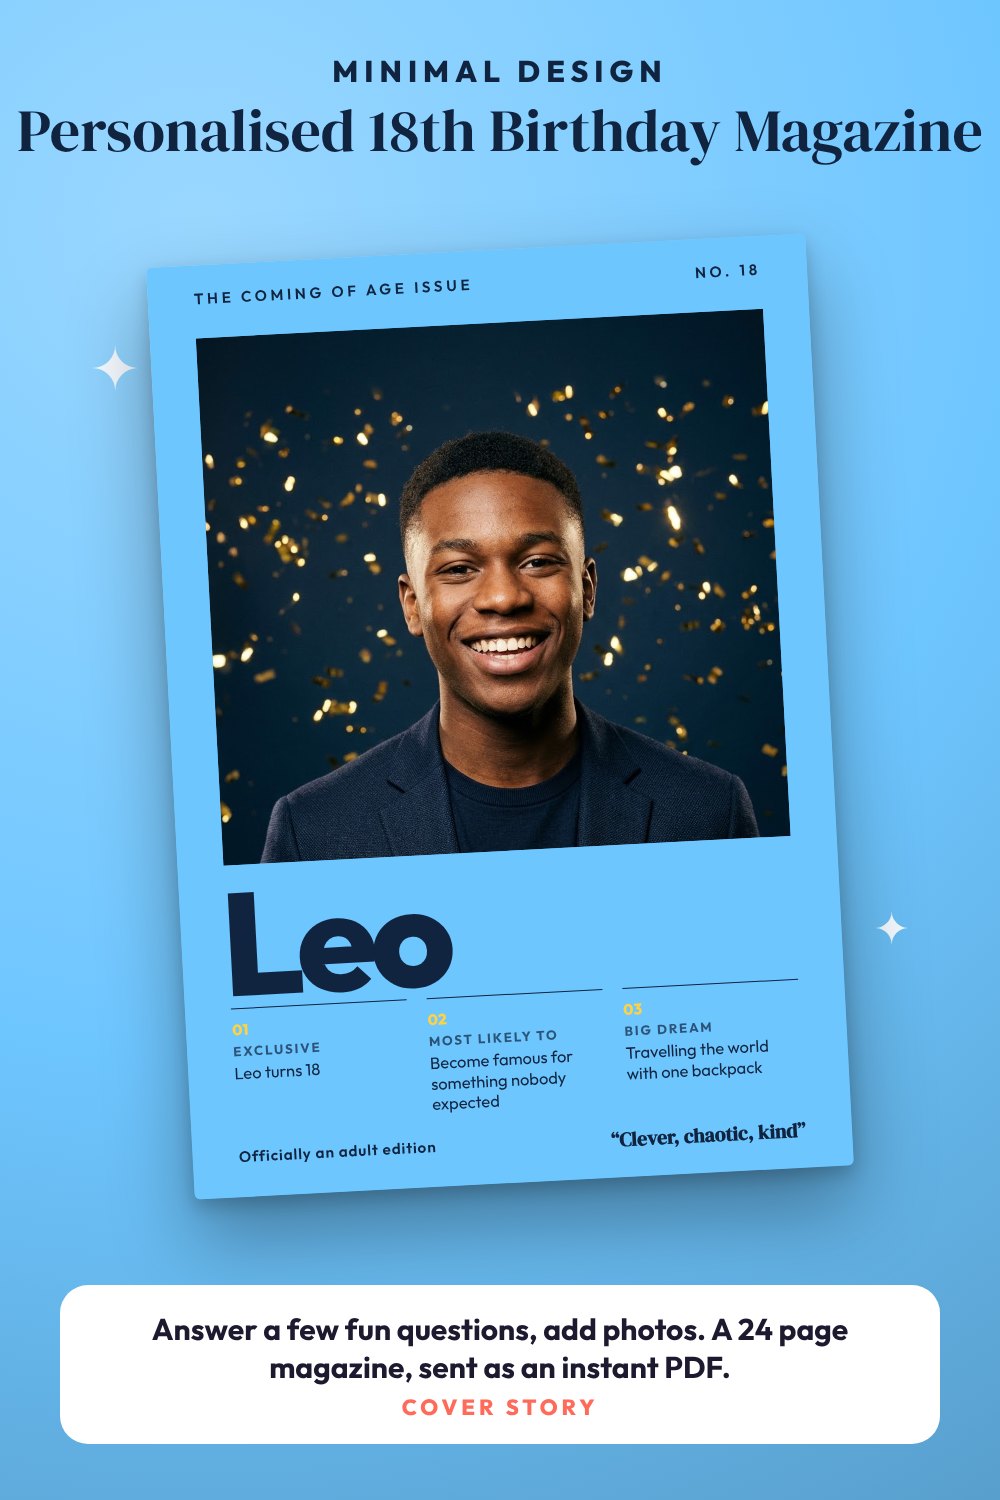 MINIMAL DESIGN
Personalised 18th Birthday Magazine
THE COMING OF AGE ISSUE
NO. 18
Leo
01
EXCLUSIVE
Leo turns 18
02
MOST LIKELY TO
Become famous for
something nobody
expected
03
BIG DREAM
Travelling the world
with one backpack
Officially an adult edition
“Clever, chaotic, kind”
Answer a few fun questions, add photos. A 24 page
magazine, sent as an instant PDF.
COVER STORY